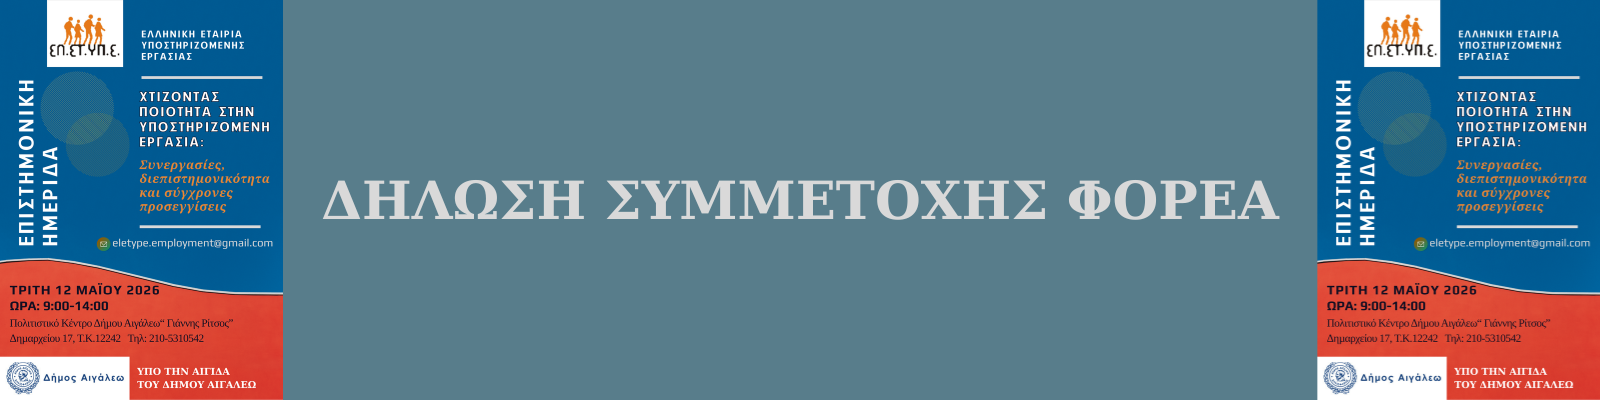 ΕΠ.ΕΤ.ΥΠ.Ε.
ΕΛΛΗΝΙΚΗ ΕΤΑΙΡΙΑ
ΥΠΟΣΤΗΡΙΖΟΜΕΝΗΣ
ΕΡΓΑΣΙΑΣ
ΕΠΙΣΤΗΜΟΝΙΚΗ
ΗΜΕΡΙΔΑ
ΧΤΙΖΟΝΤΑΣ
ΠΟΙΟΤΗΤΑ ΣΤΗΝ
ΥΠΟΣΤΗΡΙΖΟΜΕΝΗ
ΕΡΓΑΣΙΑ:
Συνεργασίες,
διεπιστημονικότητα
και σύγχρονες
προσεγγίσεις
eletype.employment@gmail.com
ΤΡΙΤΗ 12 ΜΑΪΟΥ 2026
ΩΡΑ: 9:00-14:00
Πολιτιστικό Κέντρο Δήμου Αιγάλεω“ Γιάννης Ρίτσος”
Δημαρχείου 17, Τ.Κ.12242 Τηλ: 210-5310542
Δήμος Αιγάλεω
ΥΠΟ ΤΗΝ ΑΙΓΙΔΑ
ΤΟΥ ΔΗΜΟΥ ΑΙΓΑΛΕΩ
ΔΗΛΩΣΗ ΣΥΜΜΕΤΟΧΗΣ ΦΟΡΕΑ
ΕΠ.ΕΤ.ΥΠ.Ε.
ΕΛΛΗΝΙΚΗ ΕΤΑΙΡΙΑ
ΥΠΟΣΤΗΡΙΖΟΜΕΝΗΣ
ΕΡΓΑΣΙΑΣ
ΕΠΙΣΤΗΜΟΝΙΚΗ
ΗΜΕΡΙΔΑ
ΧΤΙΖΟΝΤΑΣ
ΠΟΙΟΤΗΤΑ ΣΤΗΝ
ΥΠΟΣΤΗΡΙΖΟΜΕΝΗ
ΕΡΓΑΣΙΑ:
Συνεργασίες,
διεπιστημονικότητα
και σύγχρονες
προσεγγίσεις
eletype.employment@gmail.com
ΤΡΙΤΗ 12 ΜΑΪΟΥ 2026
ΩΡΑ: 9:00-14:00
Πολιτιστικό Κέντρο Δήμου Αιγάλεω“ Γιάννης Ρίτσος”
Δημαρχείου 17, Τ.Κ.12242 Τηλ: 210-5310542
Δήμος Αιγάλεω
ΥΠΟ ΤΗΝ ΑΙΓΙΔΑ
ΤΟΥ ΔΗΜΟΥ ΑΙΓΑΛΕΩ